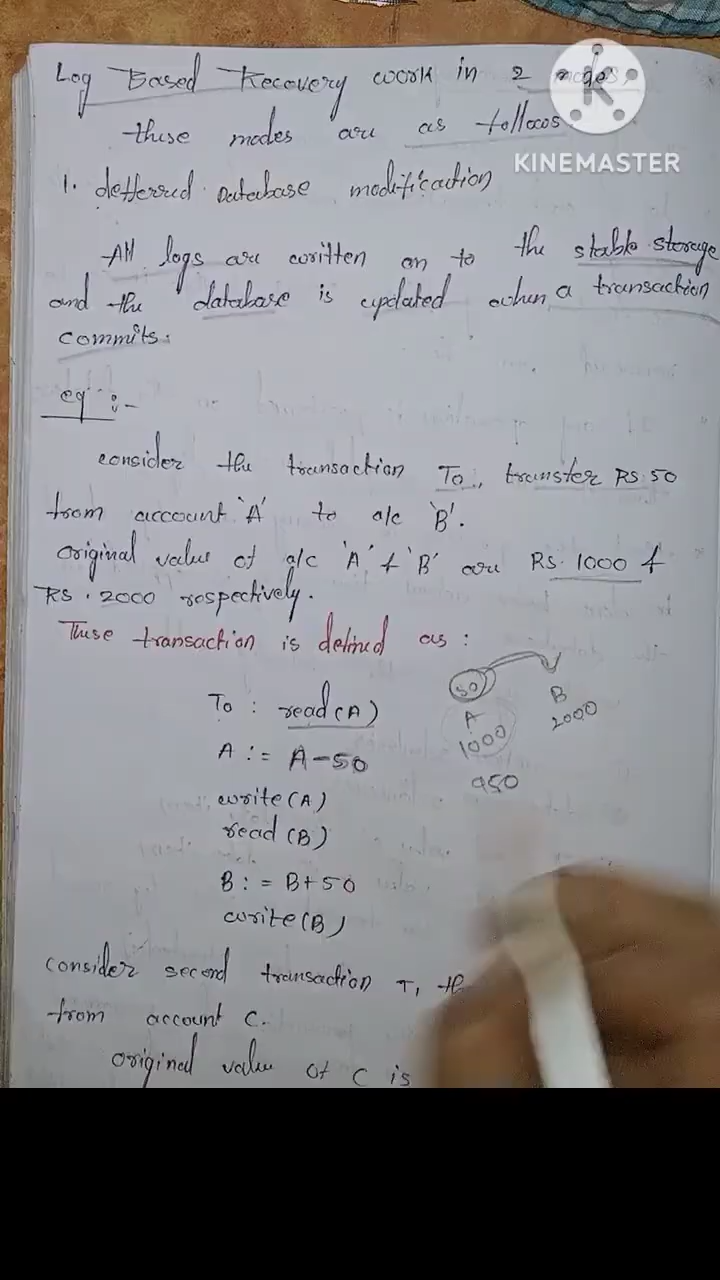 Log Based Recovery work in 2 modes,
KINEMASTER
these modes are as follows
1. defferred Database modification
All logs are written on to the stable storage
and the database is updated when a transaction
commits.
eg :-
consider the transaction To, transfer RS 50
from account 'A' to a/c 'B'.
original value of a/c 'A' & 'B' are RS. 1000 &
RS. 2000 respectively.
These transaction is defined as :
To : read(A)
50
A
1000
950
B
2000
A := A-50
write(A)
read(B)
B := B+50
write(B)
consider second transaction T1
from account C.
original value of C is